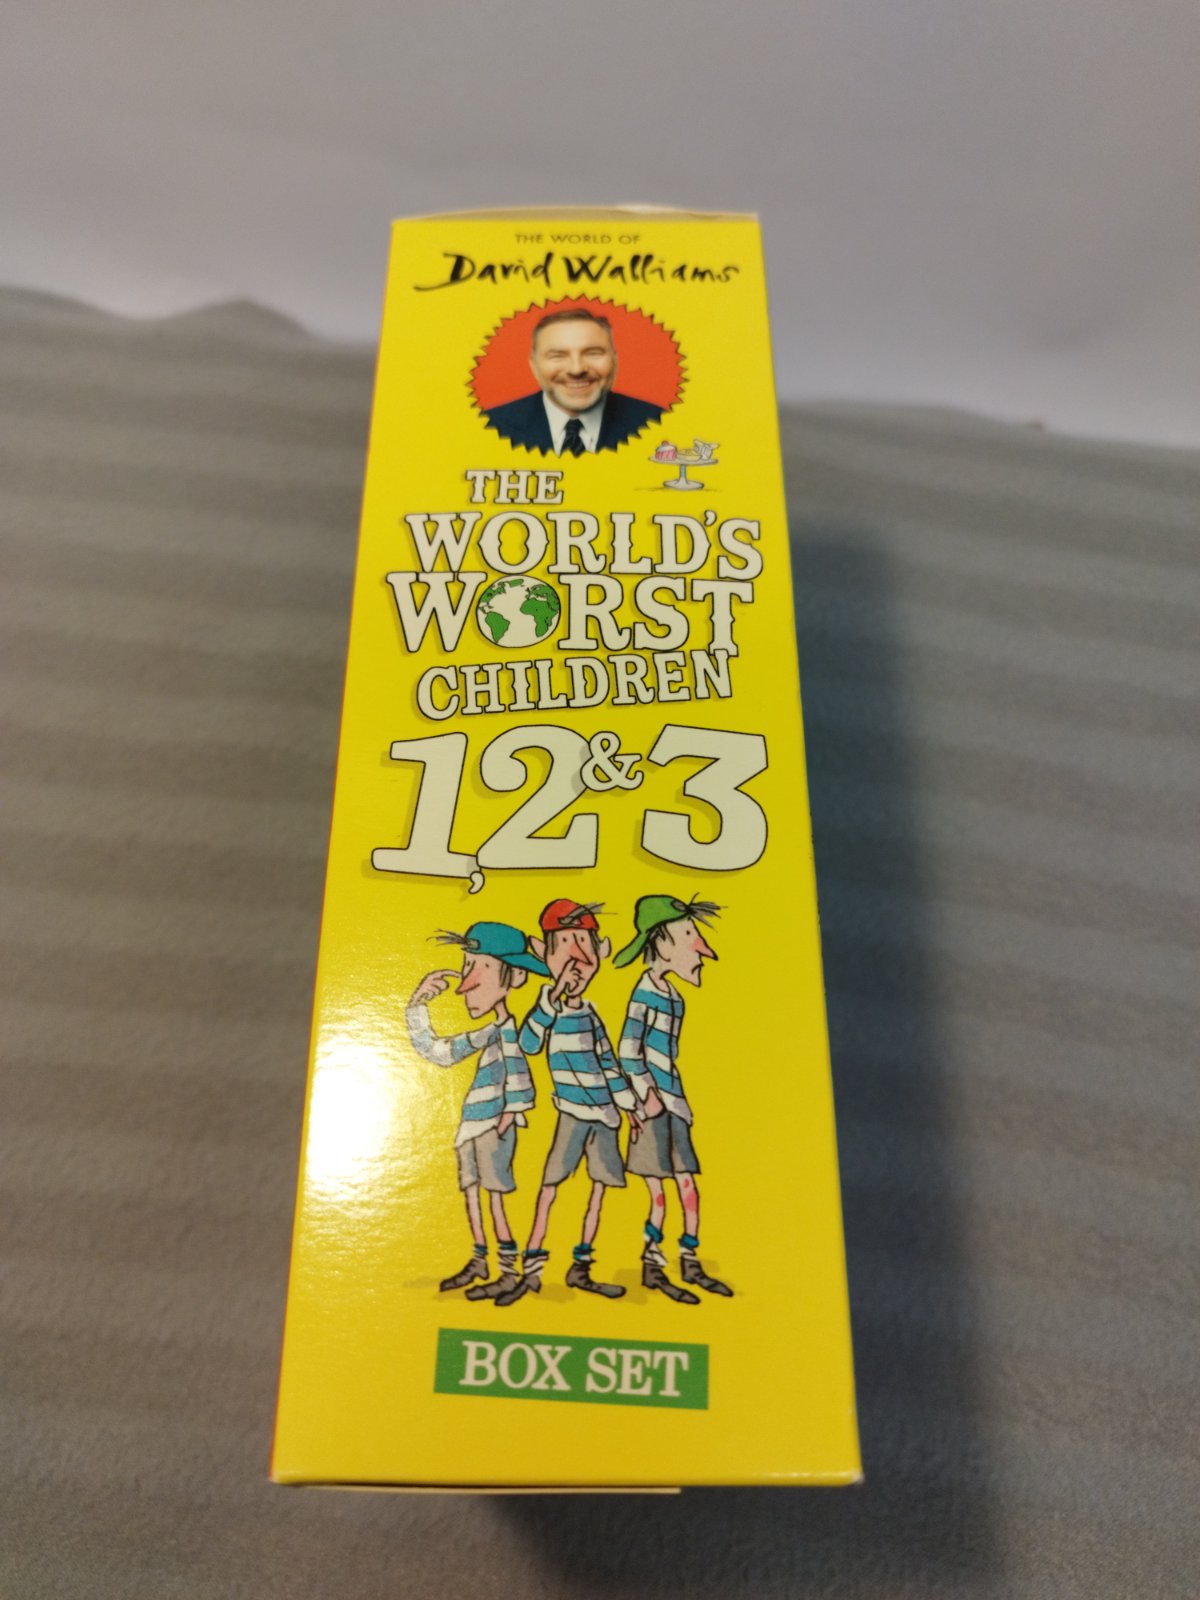 THE WORLD OF
David Walliams
THE
WORLD'S
WORST
CHILDREN
1,2&3
BOX SET